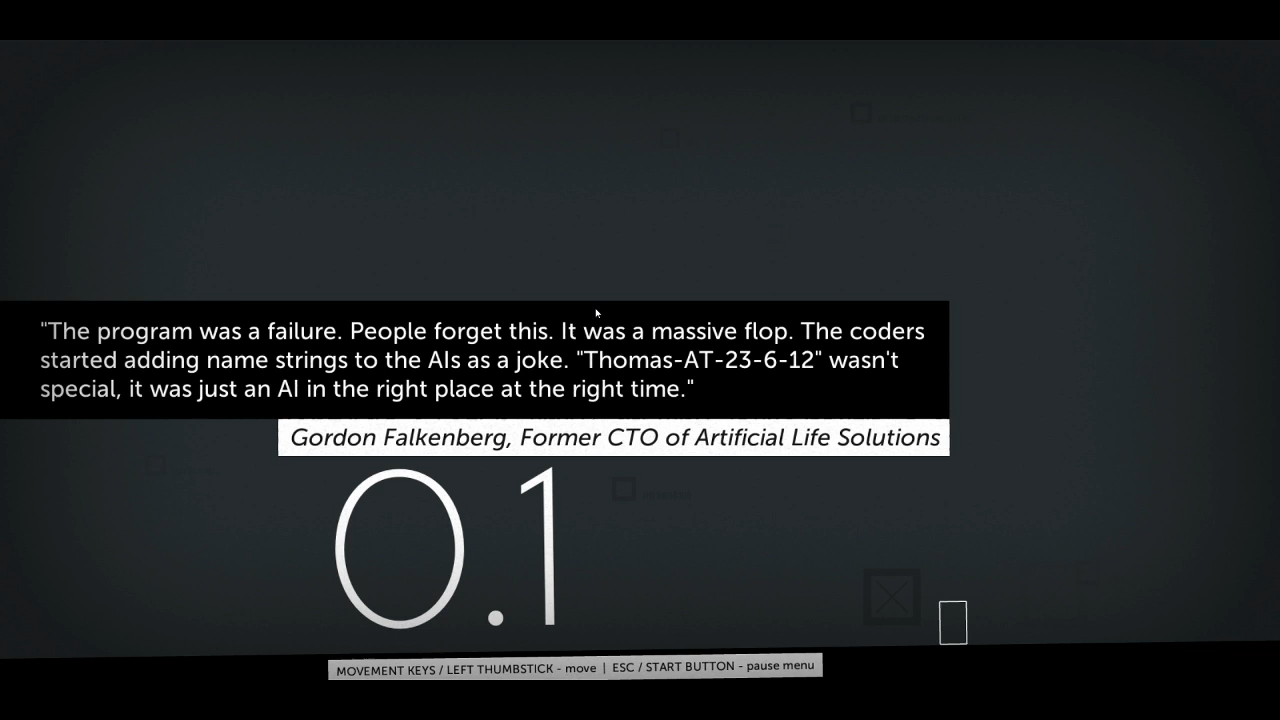 "The program was a failure. People forget this. It was a massive flop. The coders
started adding name strings to the AIs as a joke. "Thomas-AT-23-6-12" wasn't
special, it was just an AI in the right place at the right time."
Gordon Falkenberg, Former CTO of Artificial Life Solutions
0.1
MOVEMENT KEYS / LEFT THUMBSTICK - move | ESC / START BUTTON - pause menu